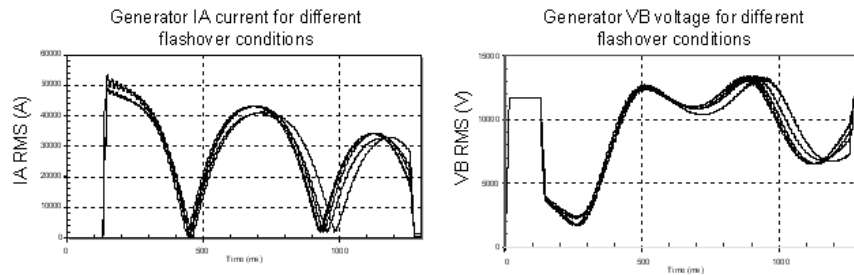 Generator IA current for different
flashover conditions
60000
50000
40000
30000
20000
10000
0
IA RMS (A)
0
500
1000
Time (ms)
Generator VB voltage for different
flashover conditions
15000
10000
5000
0
VB RMS (V)
0
500
1000
Time (ms)